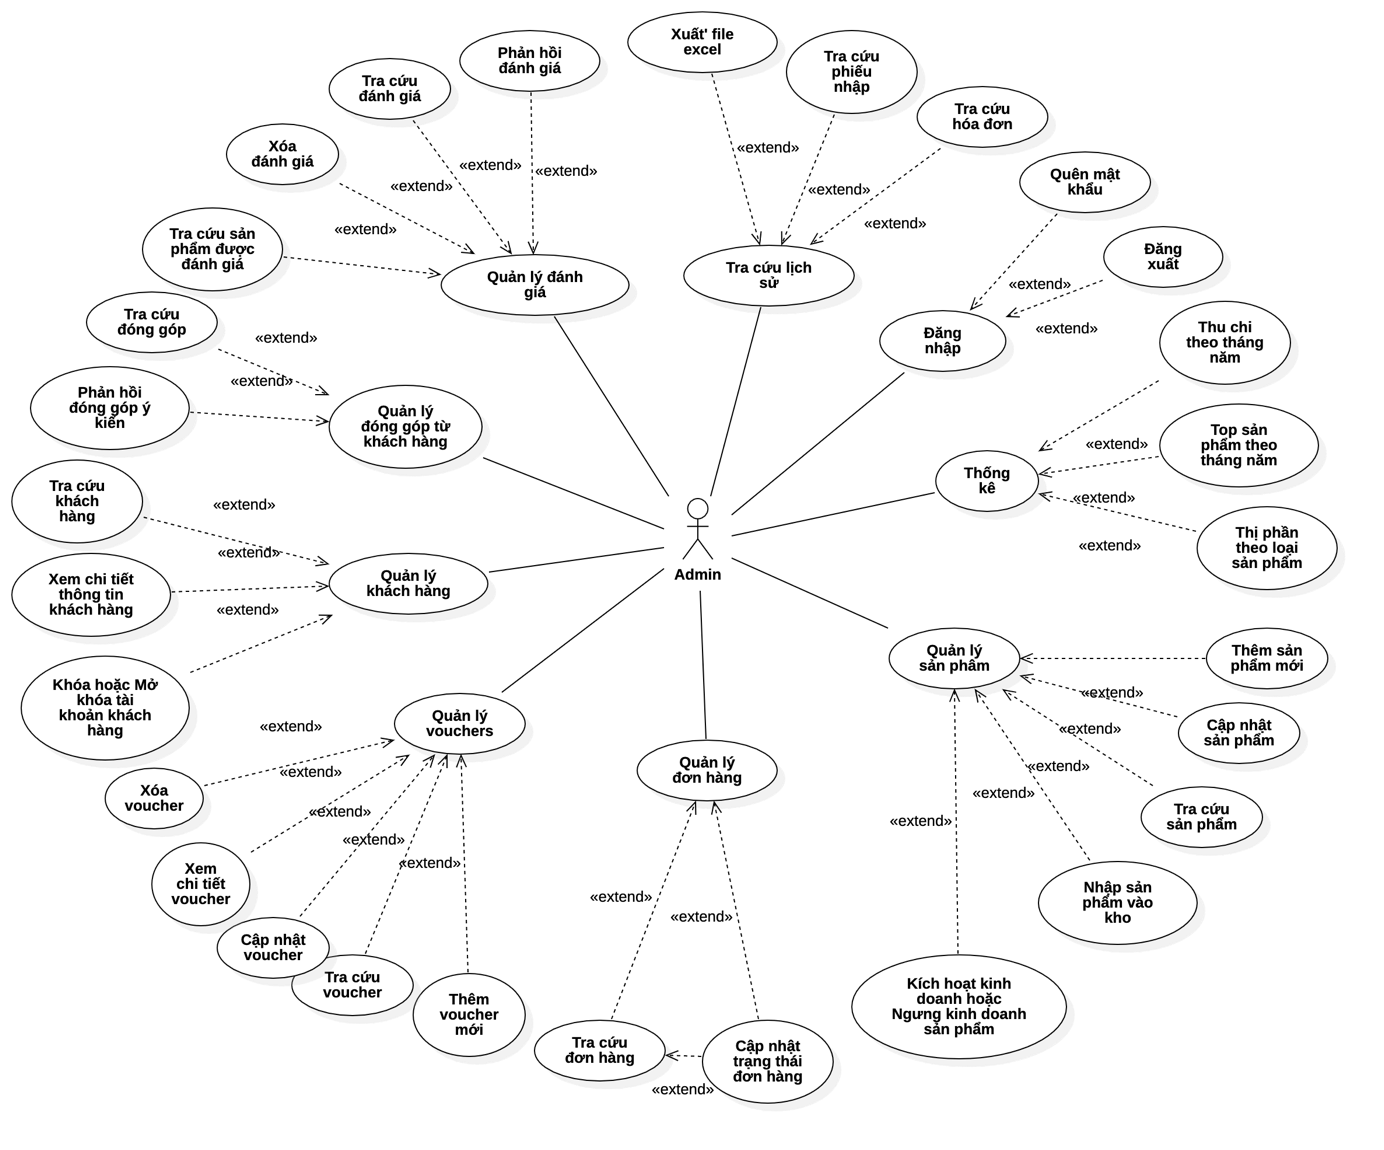 Xuất' file
excel
Phản hồi
đánh giá
Tra cứu
phiếu
nhập
Tra cứu
đánh giá
Tra cứu
hóa đơn
Xóa
đánh giá
«extend»
«extend»
«extend»
«extend»
Quên mật
khẩu
«extend»
«extend»
Tra cứu sản
phẩm được
đánh giá
«extend»
«extend»
Đăng
xuất
Quản lý đánh
giá
Tra cứu lịch
sử
«extend»
Tra cứu
đóng góp
«extend»
«extend»
Đăng
nhập
Thu chi
theo tháng
năm
«extend»
Phản hồi
đóng góp ý
kiến
Quản lý
đóng góp từ
khách hàng
«extend»
Top sản
phẩm theo
tháng năm
Thống
kê
Tra cứu
khách
hàng
«extend»
«extend»
«extend»
«extend»
Thị phần
theo loại
sản phẩm
Admin
Xem chi tiết
thông tin
khách hàng
Quản lý
khách hàng
«extend»
Quản lý
sản phâm
Thêm sản
phẩm mới
Khóa hoặc Mở
khóa tài
khoản khách
hàng
«extend»
«extend»
Quản lý
vouchers
«extend»
Cập nhật
sản phẩm
«extend»
Quản lý
đơn hàng
«extend»
Xóa
voucher
«extend»
«extend»
«extend»
Tra cứu
sản phẩm
«extend»
«extend»
Xem
chi tiết
voucher
«extend»
«extend»
Nhập sản
phẩm vào
kho
Cập nhật
voucher
Tra cứu
voucher
Thêm
voucher
mới
Kích hoạt kinh
doanh hoặc
Ngưng kinh doanh
sản phẩm
Tra cứu
đơn hàng
Cập nhật
trạng thái
đơn hàng
«extend»